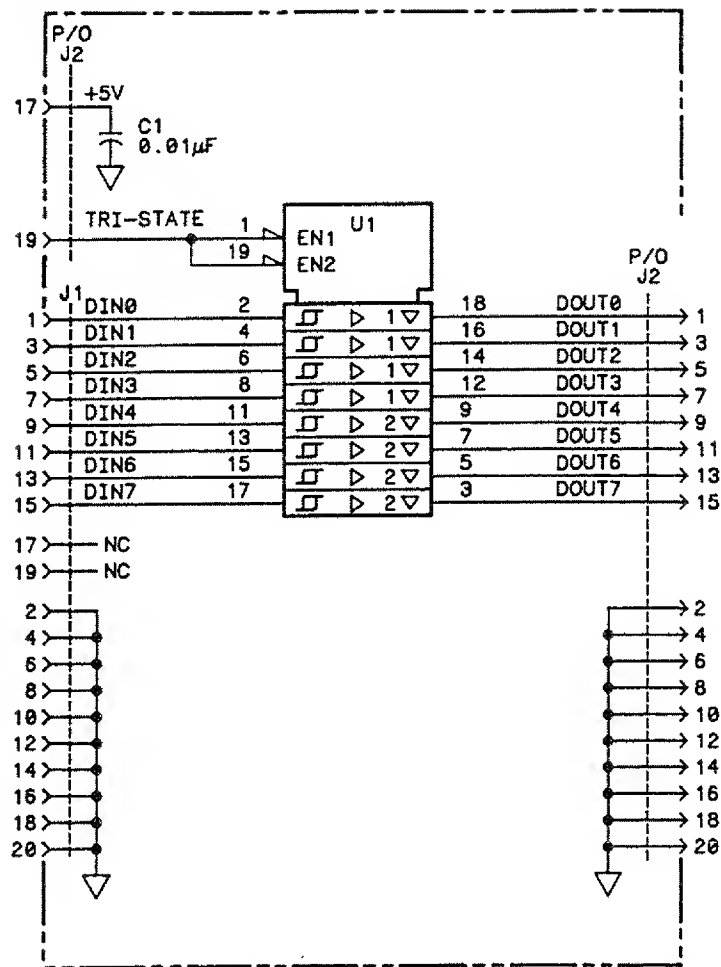 P/O
J2
17 +5V
C1
0.01µF
19 TRI-STATE 1 EN1 U1
19 EN2
P/O
J2
J1
1 DIN0 2 1 18 DOUT0 1
3 DIN1 4 1 16 DOUT1 3
5 DIN2 6 1 14 DOUT2 5
7 DIN3 8 1 12 DOUT3 7
9 DIN4 11 2 9 DOUT4 9
11 DIN5 13 2 7 DOUT5 11
13 DIN6 15 2 5 DOUT6 13
15 DIN7 17 2 3 DOUT7 15
17 NC
19 NC
2 2
4 4
6 6
8 8
10 10
12 12
14 14
16 16
18 18
20 20